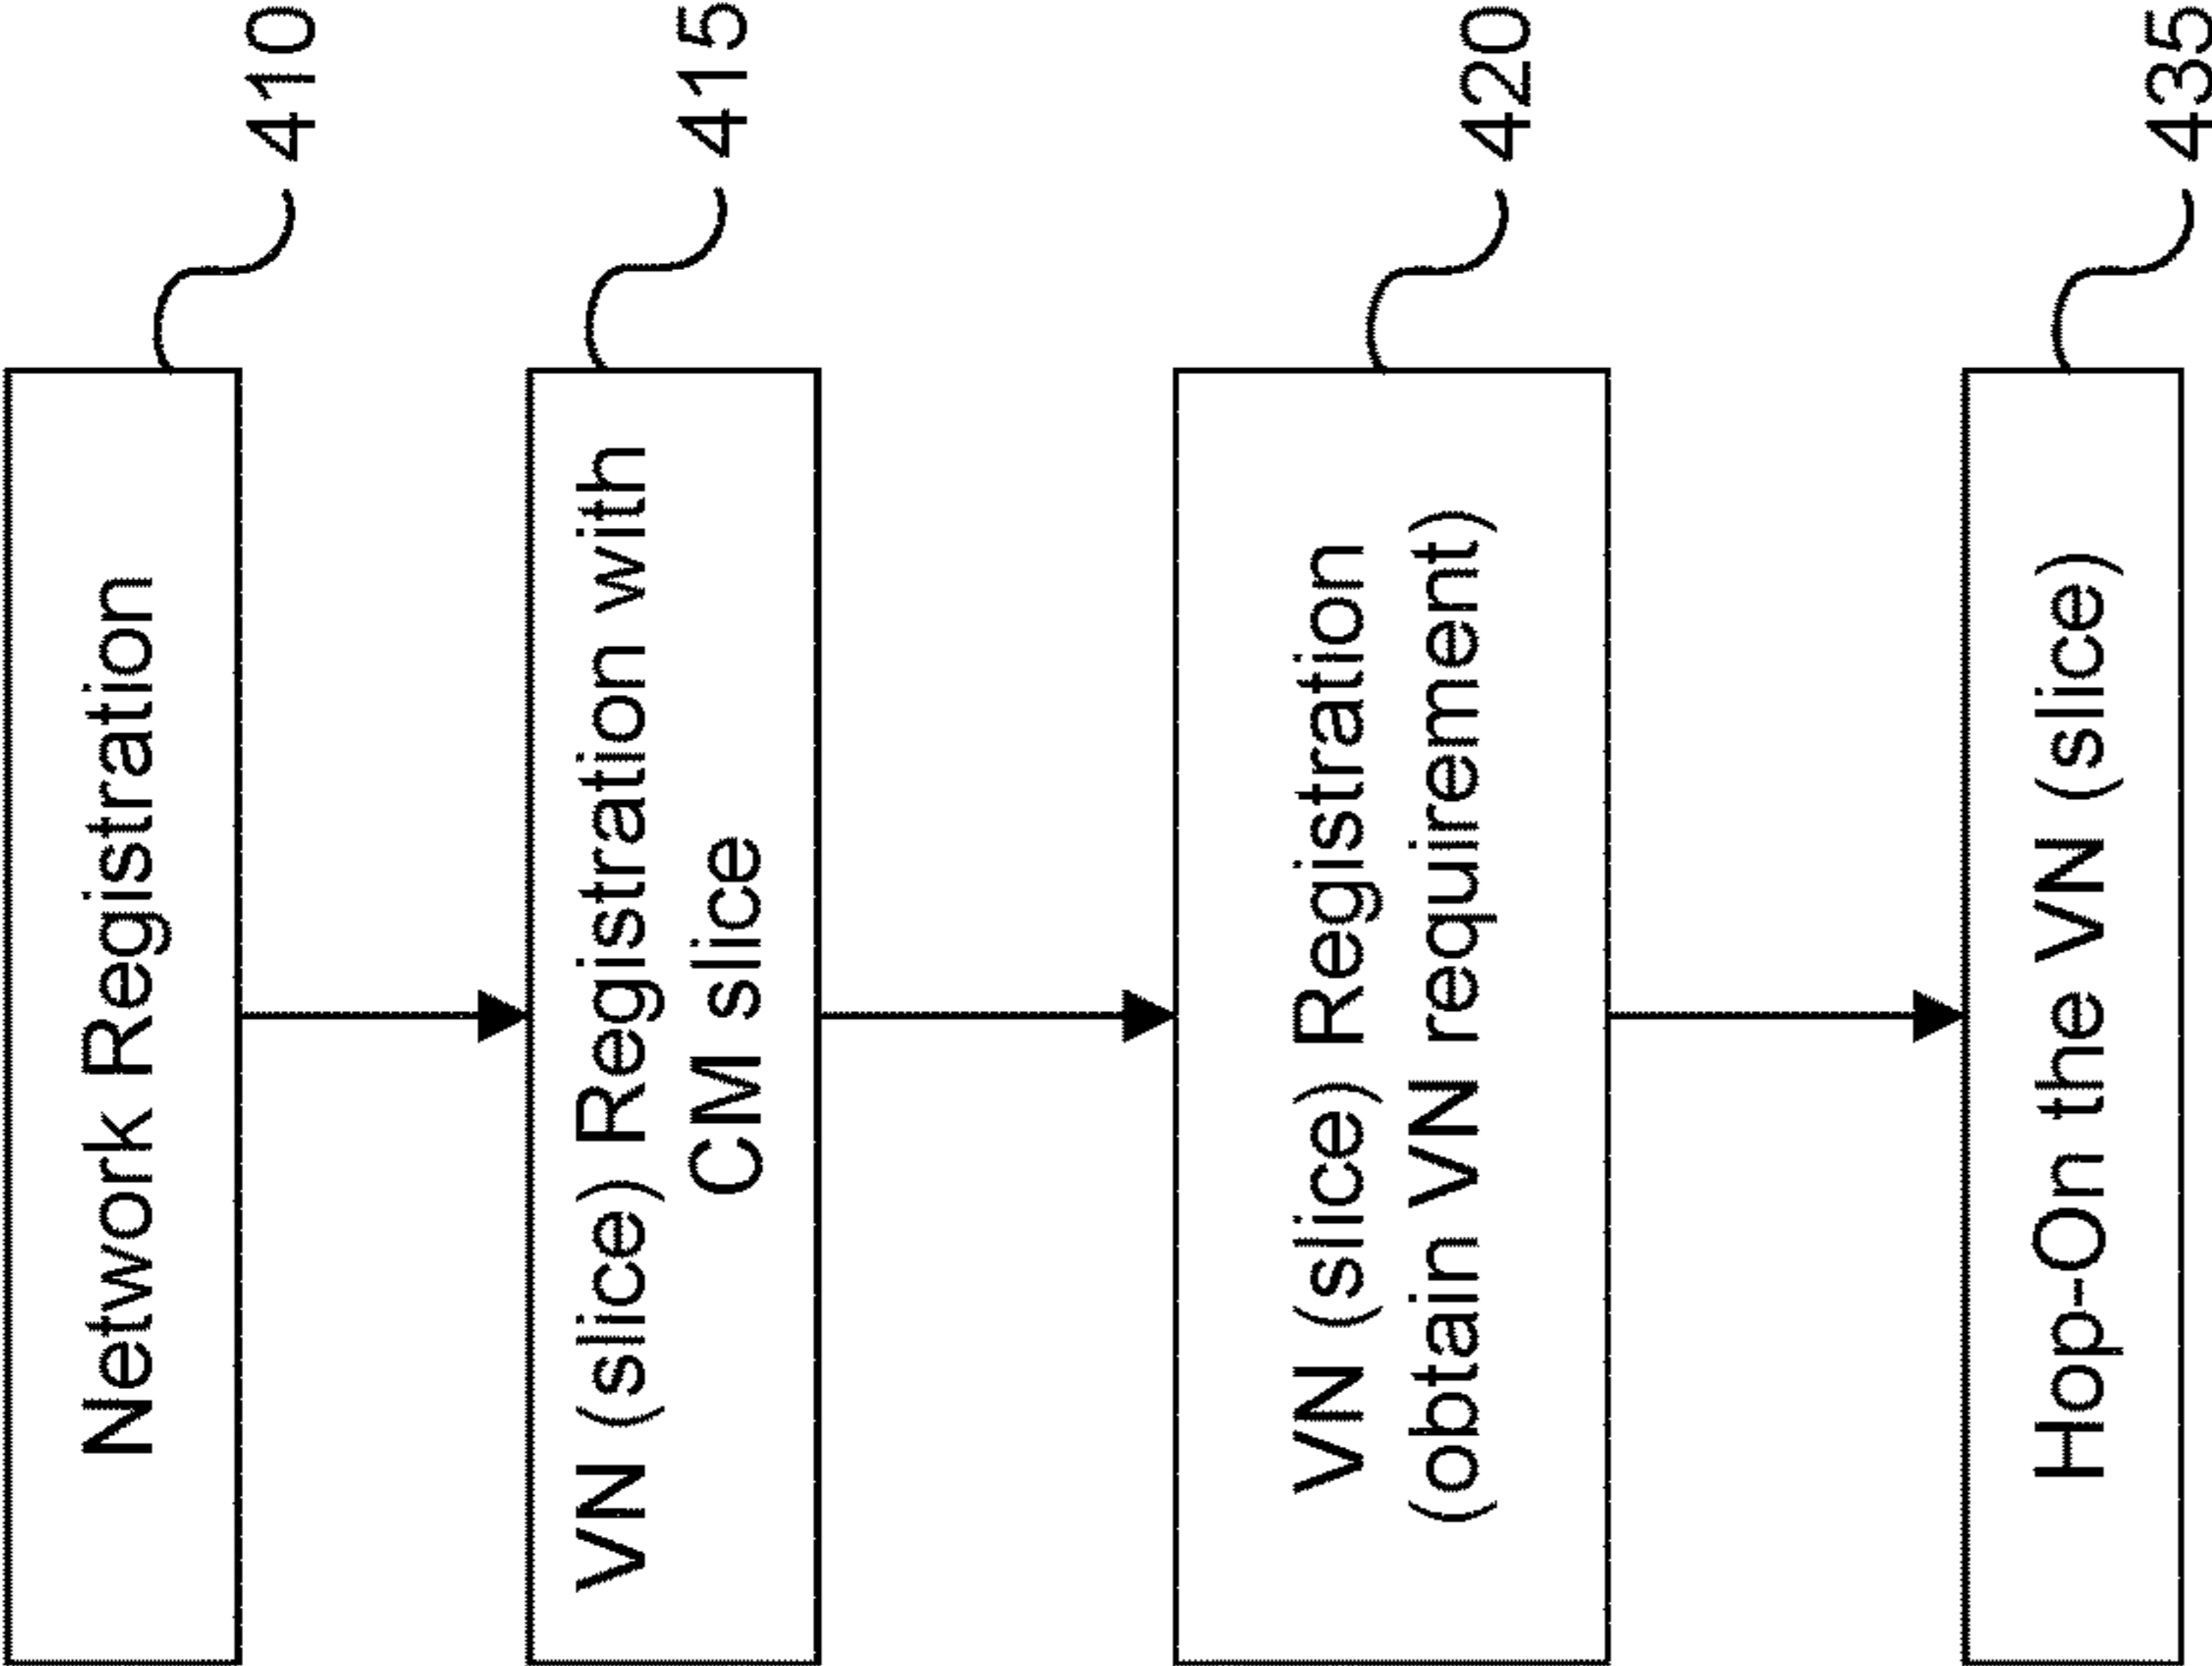 Network Registration
410
VN (slice) Registration with
CM slice
415
VN (slice) Registration
(obtain VN requirement)
420
Hop-On the VN (slice)
435